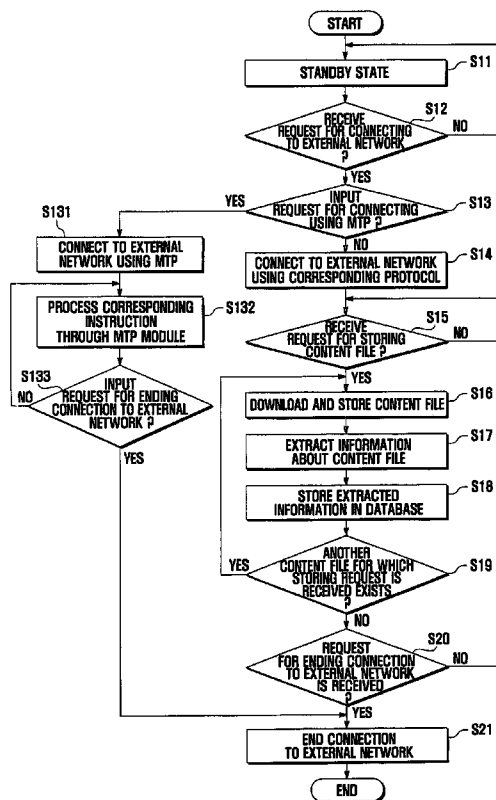 START
S11
STANDBY STATE
S12
RECEIVE
REQUEST FOR CONNECTING
TO EXTERNAL NETWORK
?
NO
YES
S13
INPUT
REQUEST FOR CONNECTING
USING MTP ?
YES
NO
S131
CONNECT TO EXTERNAL
NETWORK USING MTP
S14
CONNECT TO EXTERNAL NETWORK
USING CORRESPONDING PROTOCOL
S132
PROCESS CORRESPONDING
INSTRUCTION
THROUGH MTP MODULE
S15
RECEIVE
REQUEST FOR STORING
CONTENT FILE ?
NO
YES
S133
INPUT
REQUEST FOR ENDING
CONNECTION TO EXTERNAL
NETWORK ?
NO
YES
S16
DOWNLOAD AND STORE CONTENT FILE
S17
EXTRACT INFORMATION
ABOUT CONTENT FILE
S18
STORE EXTRACTED
INFORMATION IN DATABASE
S19
ANOTHER
CONTENT FILE FOR WHICH
STORING REQUEST IS
RECEIVED EXISTS
?
YES
NO
S20
REQUEST
FOR ENDING CONNECTION
TO EXTERNAL NETWORK
IS RECEIVED
?
NO
YES
S21
END CONNECTION
TO EXTERNAL NETWORK
END